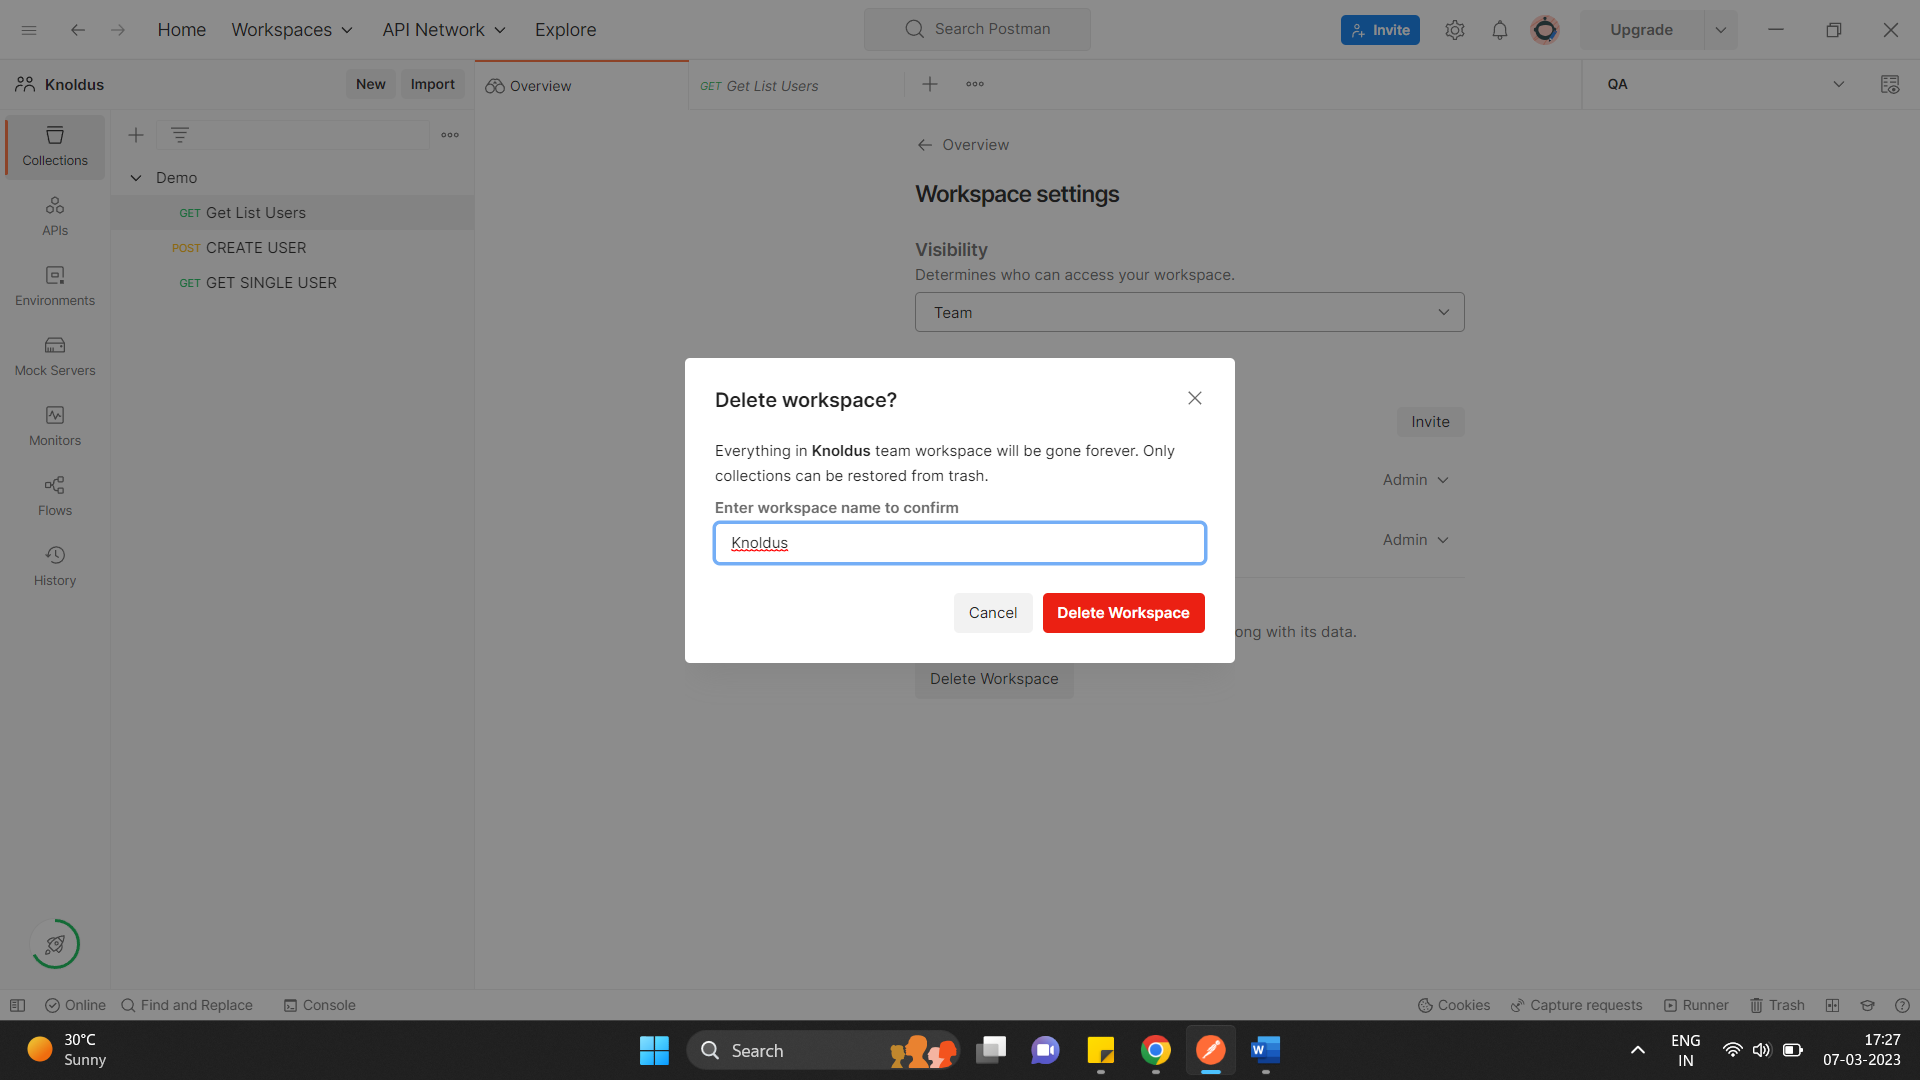 Home Workspaces API Network Explore
Search Postman
Invite
Upgrade
Knoldus
New Import
Overview
GET Get List Users
QA
Collections
APIs
Environments
Mock Servers
Monitors
Flows
History
Demo
GET Get List Users
POST CREATE USER
GET GET SINGLE USER
Overview
Workspace settings
Visibility
Determines who can access your workspace.
Team
Invite
Admin
Admin
ong with its data.
Delete Workspace
Delete workspace?
Everything in Knoldus team workspace will be gone forever. Only
collections can be restored from trash.
Enter workspace name to confirm
Knoldus
Cancel Delete Workspace
Online Find and Replace Console
Cookies Capture requests Runner Trash
30°C
Sunny
Search
W
ENG
IN
17:27
07-03-2023